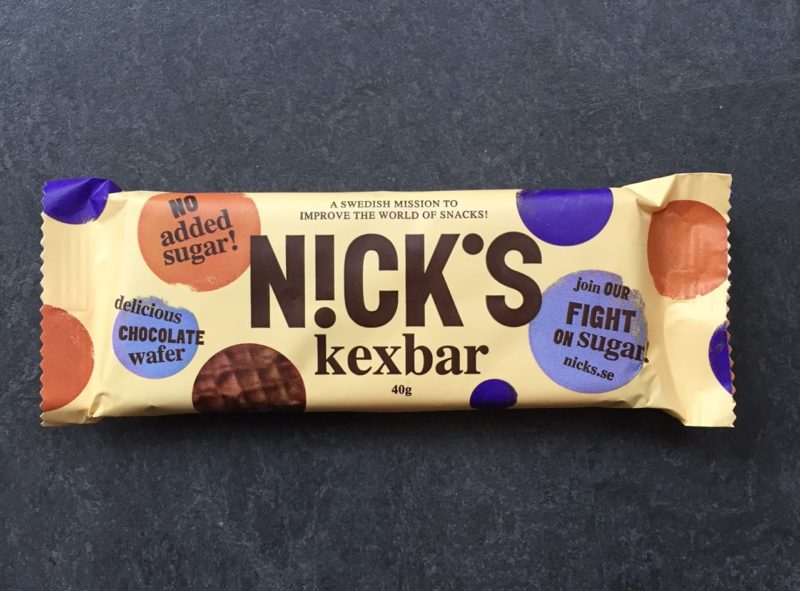 A SWEDISH MISSION TO
IMPROVE THE WORLD OF SNACKS!
NO
added
sugar!
N!CK'S
kexbar
40g
delicious
CHOCOLATE
wafer
join OUR
FIGHT
ON sugar!
nicks.se